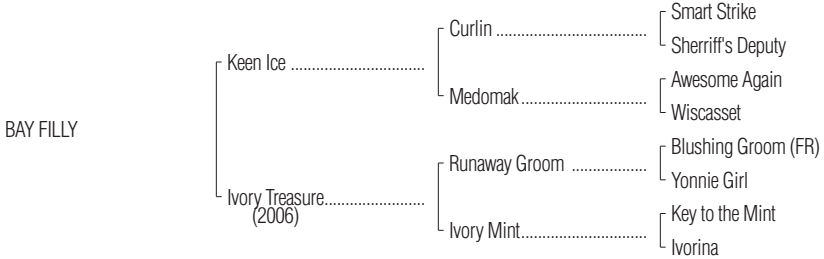 Smart Strike
Curlin ....................................
Sherriff's Deputy
Keen Ice ................................
Awesome Again
Medomak..............................
Wiscasset
BAY FILLY
Blushing Groom (FR)
Runaway Groom ..................
Yonnie Girl
Ivory Treasure........................
(2006)
Key to the Mint
Ivory Mint..............................
Ivorina